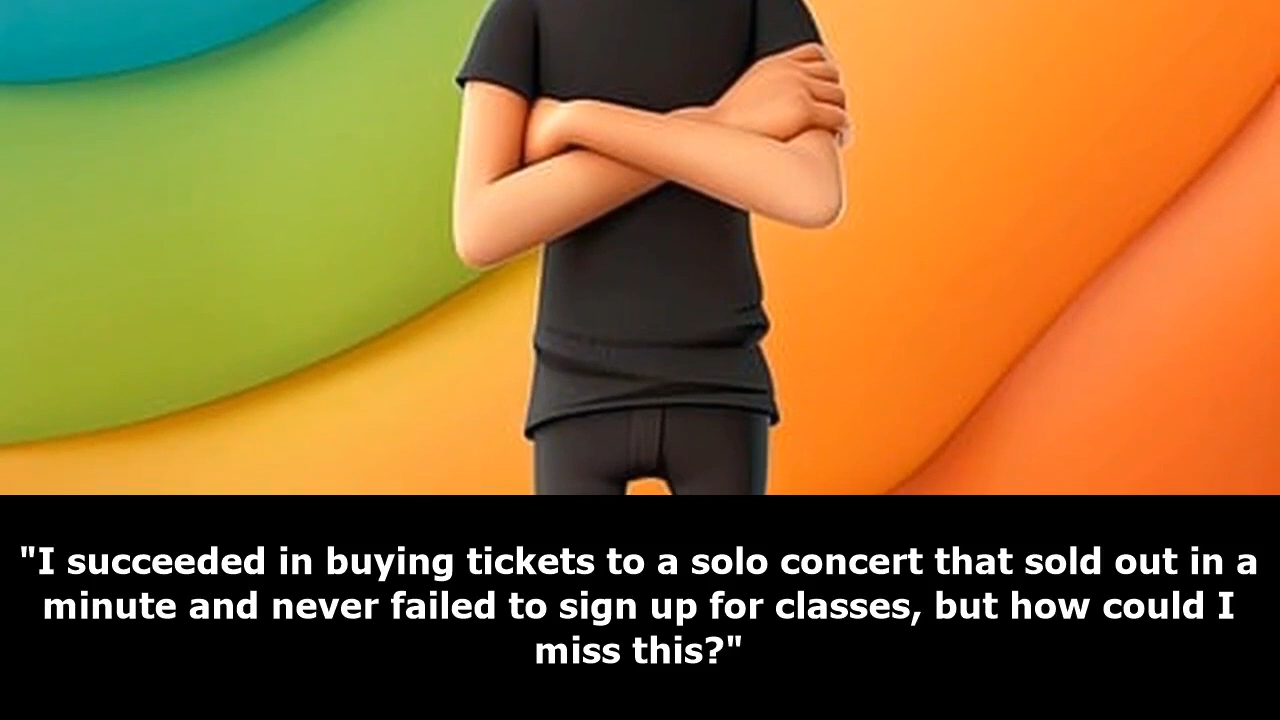 "I succeeded in buying tickets to a solo concert that sold out in a
minute and never failed to sign up for classes, but how could I
miss this?"